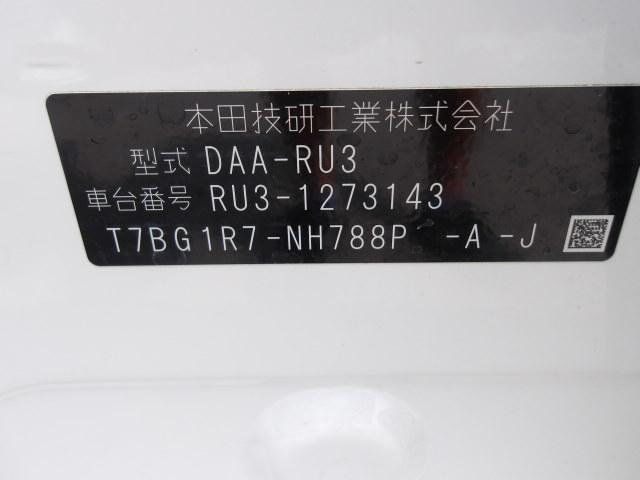 本田技研工業株式会社
型式 DAA-RU3
車台番号 RU3-1273143
T7BG1R7-NH788P -A-J